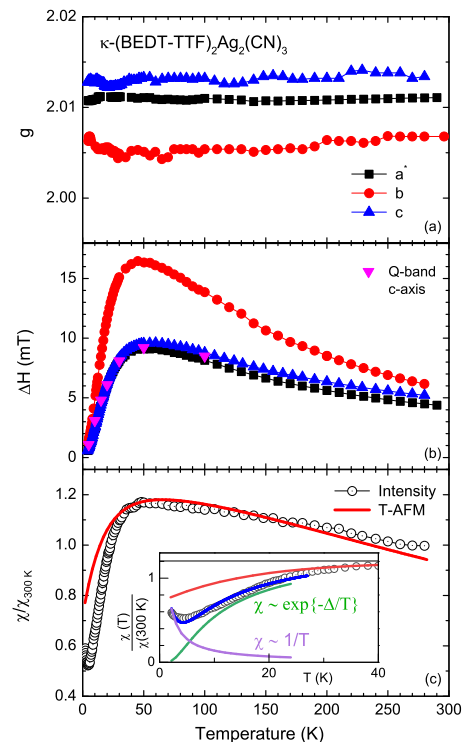 2.02
κ-(BEDT-TTF)₂Ag₂(CN)₃
2.01
g
2.00
a*
b
c
(a)
15
Q-band
c-axis
10
ΔH (mT)
5
0
(b)
Intensity
T-AFM
1.2
1.0
χ/χ₃₀₀ K
0.8
0.6
0.4
1
0
χ (T)
χ(300 K)
χ ~ exp{-Δ/T}
χ ~ 1/T
0 20 40
T (K)
(c)
0 50 100 150 200 250 300
Temperature (K)